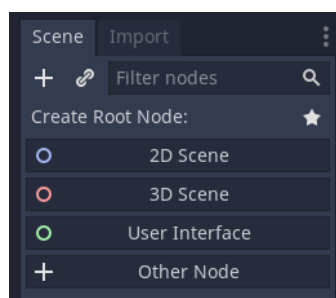 Scene Import
Filter nodes
Create Root Node:
2D Scene
3D Scene
User Interface
Other Node